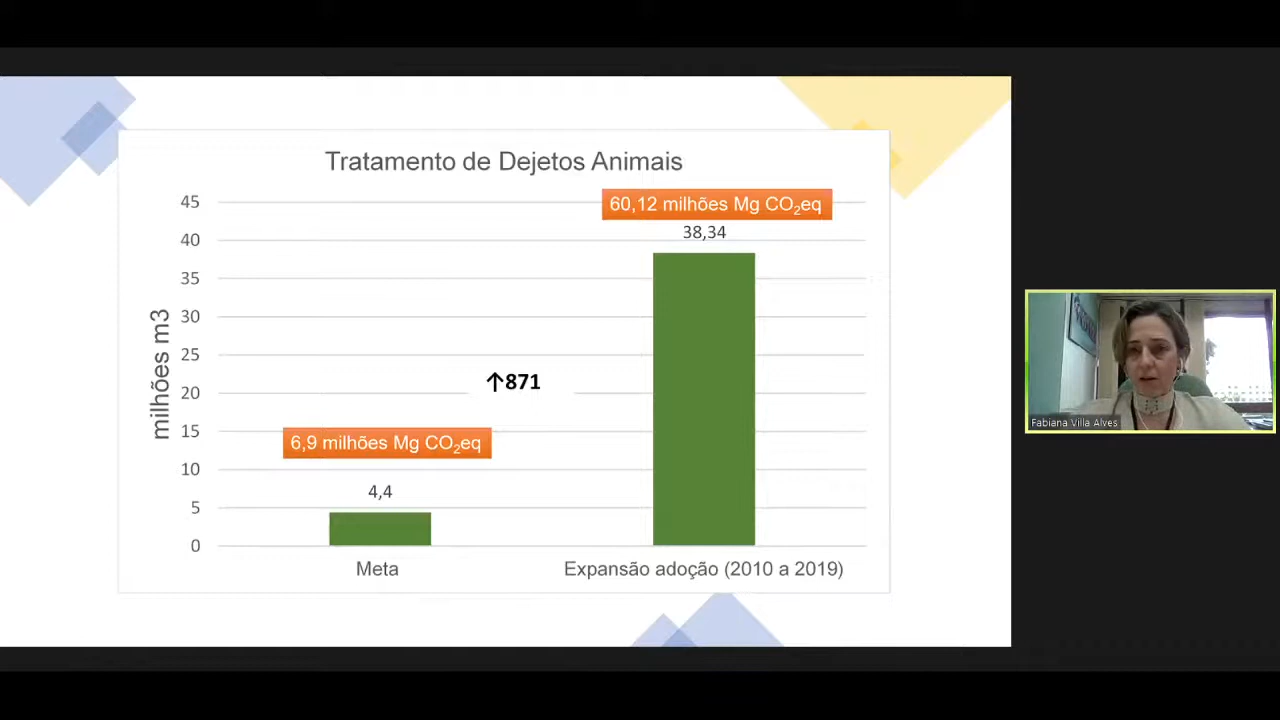 Tratamento de Dejetos Animais
60,12 milhões Mg CO₂eq
38,34
45
40
35
30
25
20
15
10
5
0
milhões m3
↑871
6,9 milhões Mg CO₂eq
4,4
Meta
Expansão adoção (2010 a 2019)
Fabiana Villa Alves